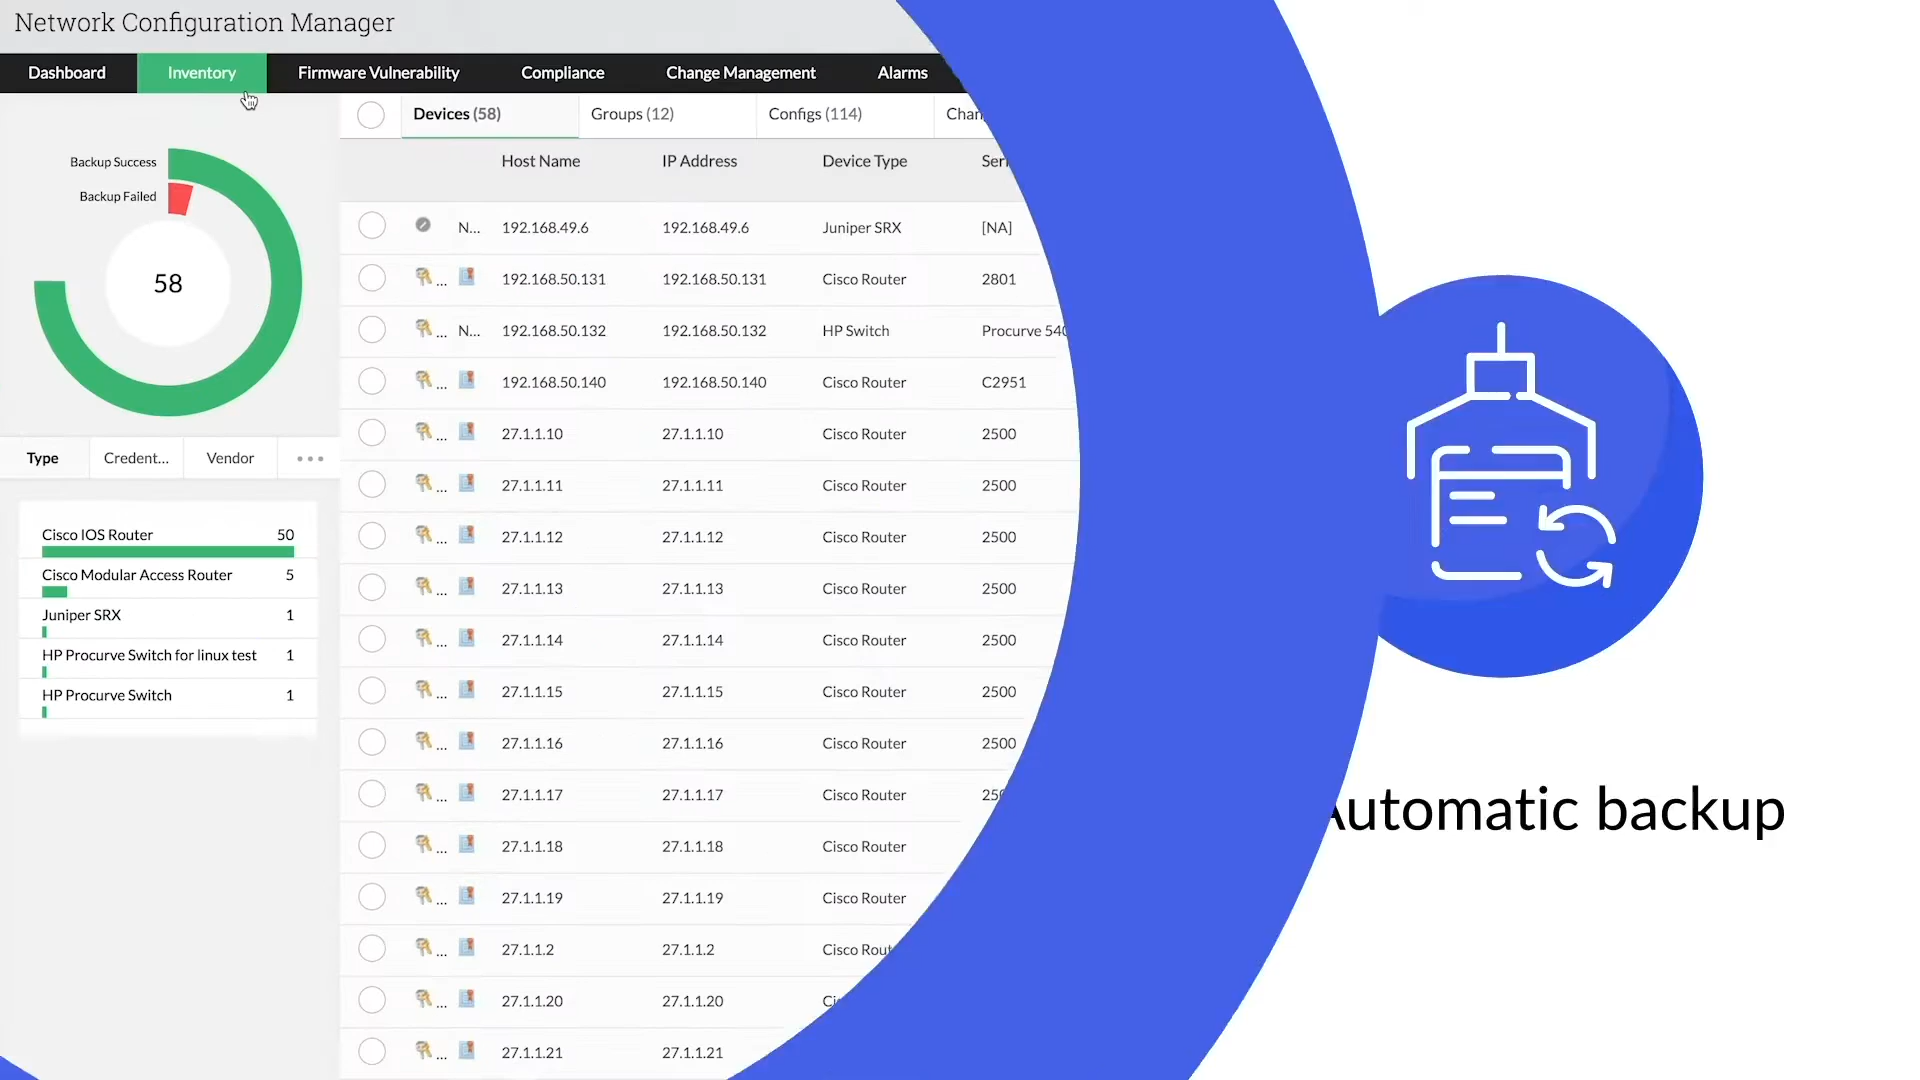 Network Configuration Manager
Dashboard Inventory Firmware Vulnerability Compliance Change Management Alarms
Devices (58) Groups (12) Configs (114)
Host Name IP Address Device Type
Backup Success
Backup Failed
58
Type Credent... Vendor
Cisco IOS Router 50
Cisco Modular Access Router 5
Juniper SRX 1
HP Procurve Switch for linux test 1
HP Procurve Switch 1
N... 192.168.49.6 192.168.49.6 Juniper SRX [NA]
... 192.168.50.131 192.168.50.131 Cisco Router 2801
... N... 192.168.50.132 192.168.50.132 HP Switch Procurve
... 192.168.50.140 192.168.50.140 Cisco Router C2951
... 27.1.1.10 27.1.1.10 Cisco Router 2500
... 27.1.1.11 27.1.1.11 Cisco Router 2500
... 27.1.1.12 27.1.1.12 Cisco Router 2500
... 27.1.1.13 27.1.1.13 Cisco Router 2500
... 27.1.1.14 27.1.1.14 Cisco Router 2500
... 27.1.1.15 27.1.1.15 Cisco Router 2500
... 27.1.1.16 27.1.1.16 Cisco Router 2500
... 27.1.1.17 27.1.1.17 Cisco Router
... 27.1.1.18 27.1.1.18 Cisco Router
... 27.1.1.19 27.1.1.19 Cisco Router
... 27.1.1.2 27.1.1.2 Cisco
... 27.1.1.20 27.1.1.20
... 27.1.1.21 27.1.1.21
Automatic backup